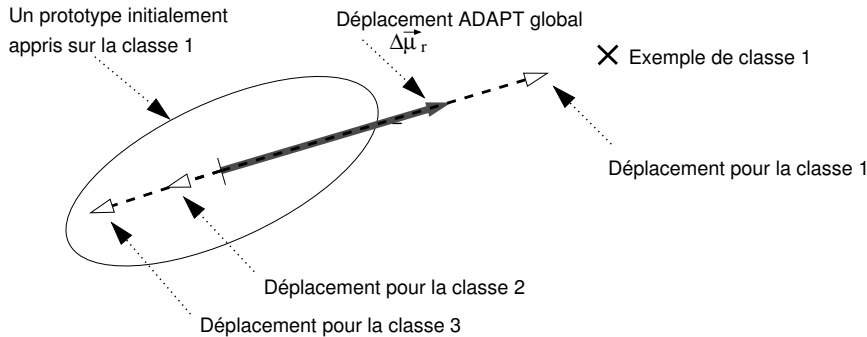 Un prototype initialement
appris sur la classe 1
Déplacement ADAPT global
Δμ r
Exemple de classe 1
Déplacement pour la classe 1
Déplacement pour la classe 2
Déplacement pour la classe 3